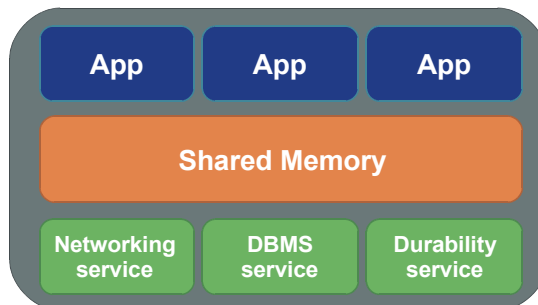 App
App
App
Shared Memory
Networking
service
DBMS
service
Durability
service